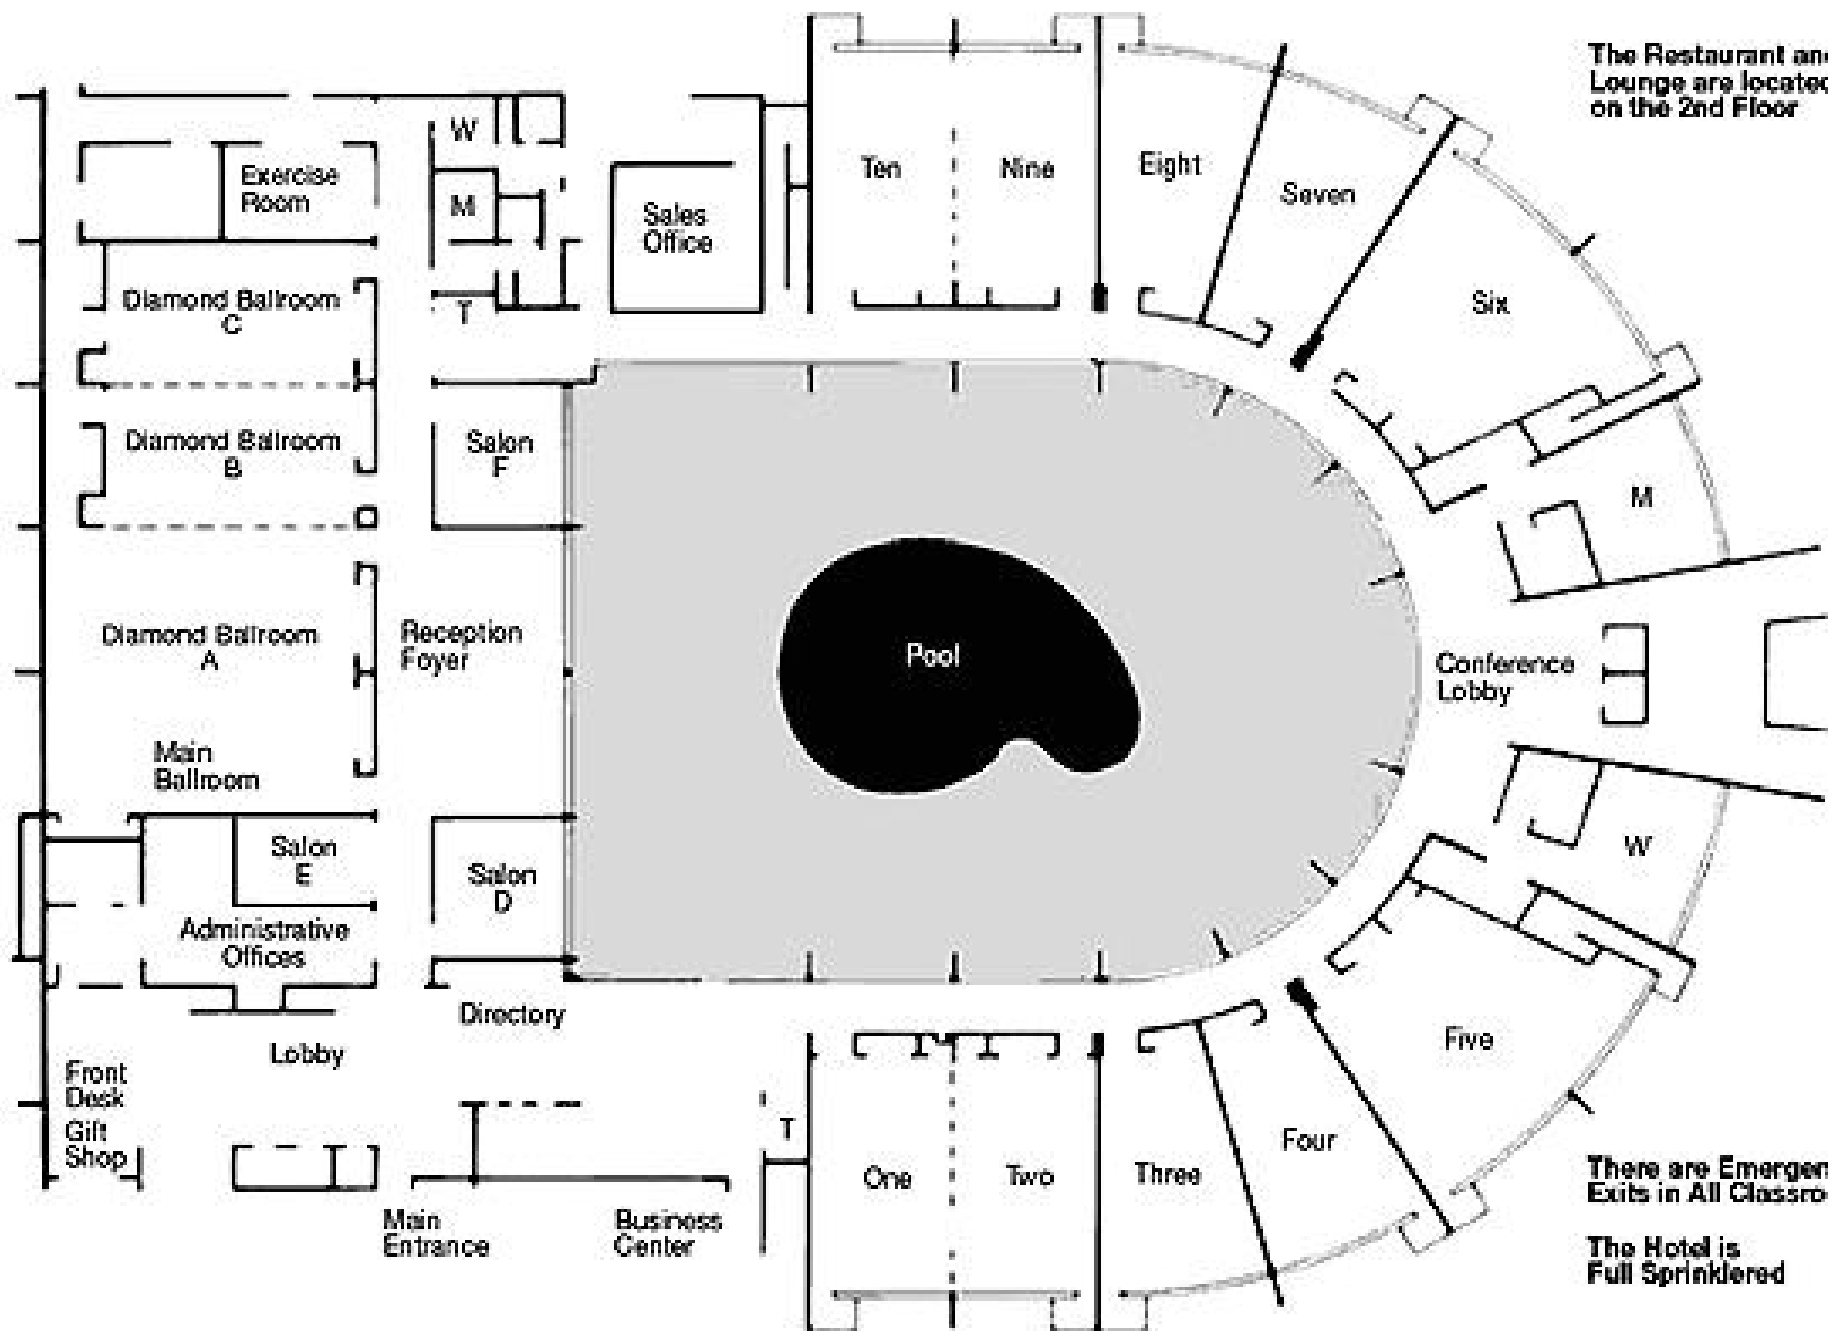 The Restaurant an
Lounge are located
on the 2nd Floor
W
Exercise
Room
M
Sales
Office
Ten
Nine
Eight
Seven
Six
Diamond Ballroom
C
T
Diamond Ballroom
B
Salon
F
M
Diamond Ballroom
A
Reception
Foyer
Pool
Conference
Lobby
Main
Ballroom
Salon
E
Salon
D
W
Administrative
Offices
Directory
Lobby
Five
Front
Desk
Gift
Shop
T
One
Two
Three
Four
Main
Entrance
Business
Center
There are Emergen
Exits in All Classro
The Hotel is
Full Sprinklered